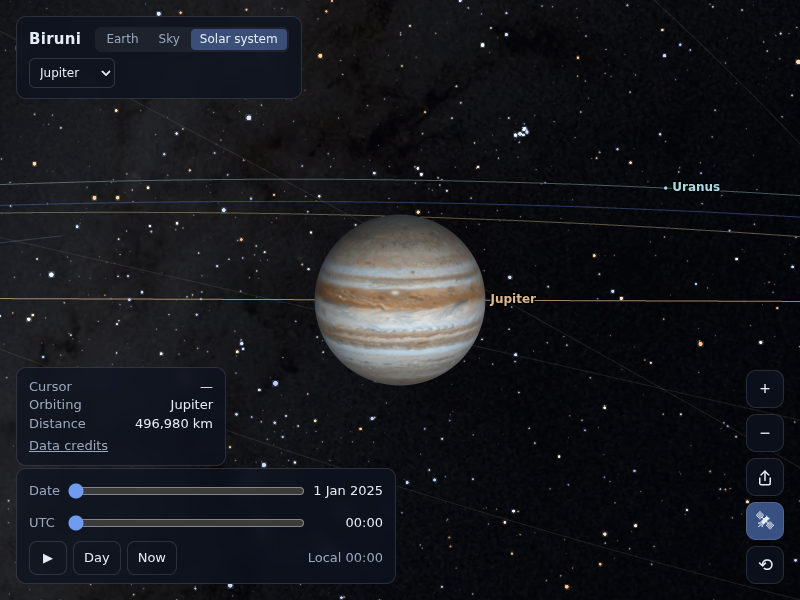 Biruni Earth Sky Solar system
Jupiter
Uranus
Jupiter
Cursor —
Orbiting Jupiter
Distance 496,980 km
Data credits
Date 1 Jan 2025
UTC 00:00
▶ Day Now Local 00:00
+
−
⟲